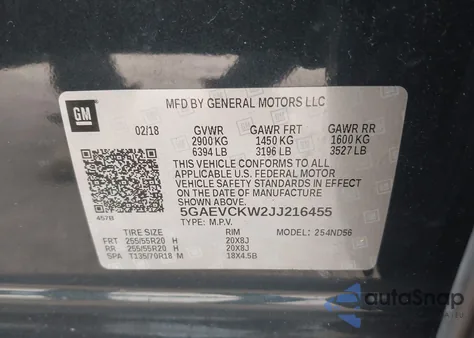 GM
MFD BY GENERAL MOTORS LLC
02/18 GVWR GAWR FRT GAWR RR
2900 KG 1450 KG 1600 KG
6394 LB 3196 LB 3527 LB
THIS VEHICLE CONFORMS TO ALL
APPLICABLE U.S. FEDERAL MOTOR
VEHICLE SAFETY STANDARDS
IN EFFECT ON THE DATE OF
MANUFACTURE SHOWN ABOVE.
5GAEVCKW2JJ216455
TYPE: M.P.V.
457B
TIRE SIZE RIM MODEL: 254ND56
FRT 255/55R20 H 20X8J
RR 255/55R20 H 20X8J
SPA T135/70R18 M 18X4.5B
autoSnap